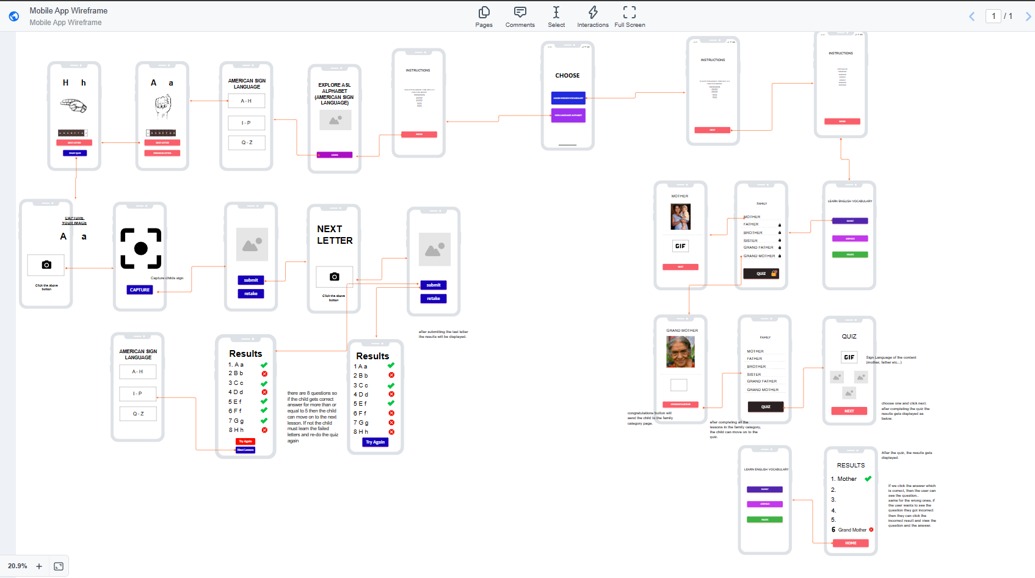 Mobile App Wireframe
Mobile App Wireframe
Pages
Comments
Select
Interactions
Full Screen
1 / 1
H h
A a
AMERICAN SIGN
LANGUAGE
A - H
I - P
Q - Z
EXPLORE ASL
ALPHABET
(AMERICAN SIGN
LANGUAGE)
INSTRUCTIONS
CHOOSE
INSTRUCTIONS
INSTRUCTIONS
CAPTURE
YOUR IMAGE
A a
Click the above
button!
CAPTURE
Capture visible sign
submit
retake
NEXT
LETTER
Click the above
button!
submit
retake
after submitting the last letter
the results will be displayed
MOTHER
GIF
FAMILY
MOTHER
FATHER
BROTHER
SISTER
GRAND FATHER
GRAND MOTHER
QUIZ
LEARN ENGLISH VOCABULARY
AMERICAN SIGN
LANGUAGE
A - H
I - P
Q - Z
Results
1. A a
2 B b
3 C c
4 D d
5 E f
6 F f
7 G g
8 H h
Try Again
Next Lesson
there are 8 questions so
if the child gets correct
answer for more than or
equal to 5 then the child
can move on to the next
lesson. If not the child
must learn the failed
letters and re-do the quiz
again
Results
1 A a
2 B b
3 C c
4 D d
5 E f
6 F f
7 G g
8 H h
Try Again
GRAND MOTHER
congratulations button will
send the child to the family
category page.
FAMILY
MOTHER
FATHER
BROTHER
SISTER
GRAND FATHER
GRAND MOTHER
QUIZ
after completing all the
lessons in the family category,
the child can move on to the
quiz.
QUIZ
GIF
NEXT
Sign Language of the content
(mother, father etc...)
choose one and click next
after completing the quiz the
results get displayed as
below
LEARN ENGLISH VOCABULARY
RESULTS
1. Mother
2.
3.
4.
5.
6 Grand Mother
After the quiz, the results gets
displayed
if we click the answer which
is correct, then the user can
see the question..
same for the wrong ones, if
the user wants to see the
question they got incorrect
then they can click the
incorrect result and view the
question and the answer.
20.9%